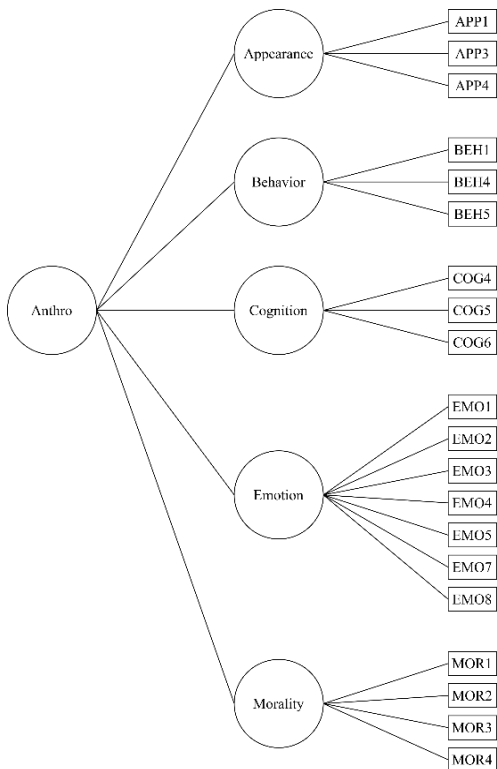 Appearance
APP1
APP3
APP4
Behavior
BEH1
BEH4
BEH5
Anthro
Cognition
COG4
COG5
COG6
Emotion
EMO1
EMO2
EMO3
EMO4
EMO5
EMO7
EMO8
Morality
MOR1
MOR2
MOR3
MOR4